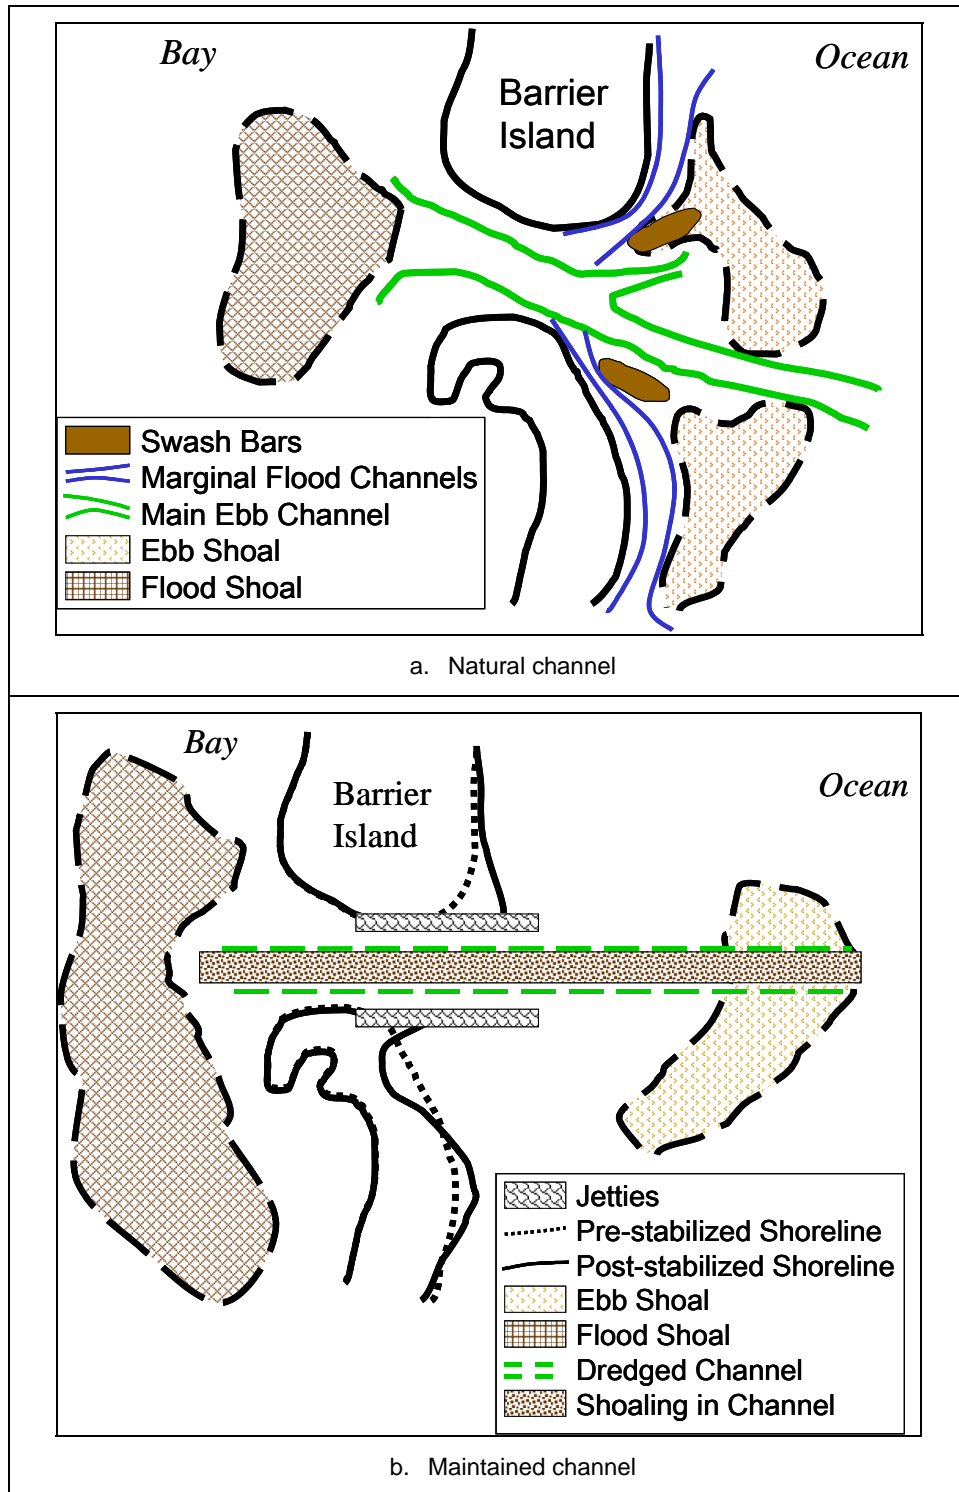 Bay
Ocean
Barrier
Island
Swash Bars
Marginal Flood Channels
Main Ebb Channel
Ebb Shoal
Flood Shoal
a. Natural channel
Bay
Ocean
Barrier
Island
Jetties
Pre-stabilized Shoreline
Post-stabilized Shoreline
Ebb Shoal
Flood Shoal
Dredged Channel
Shoaling in Channel
b. Maintained channel